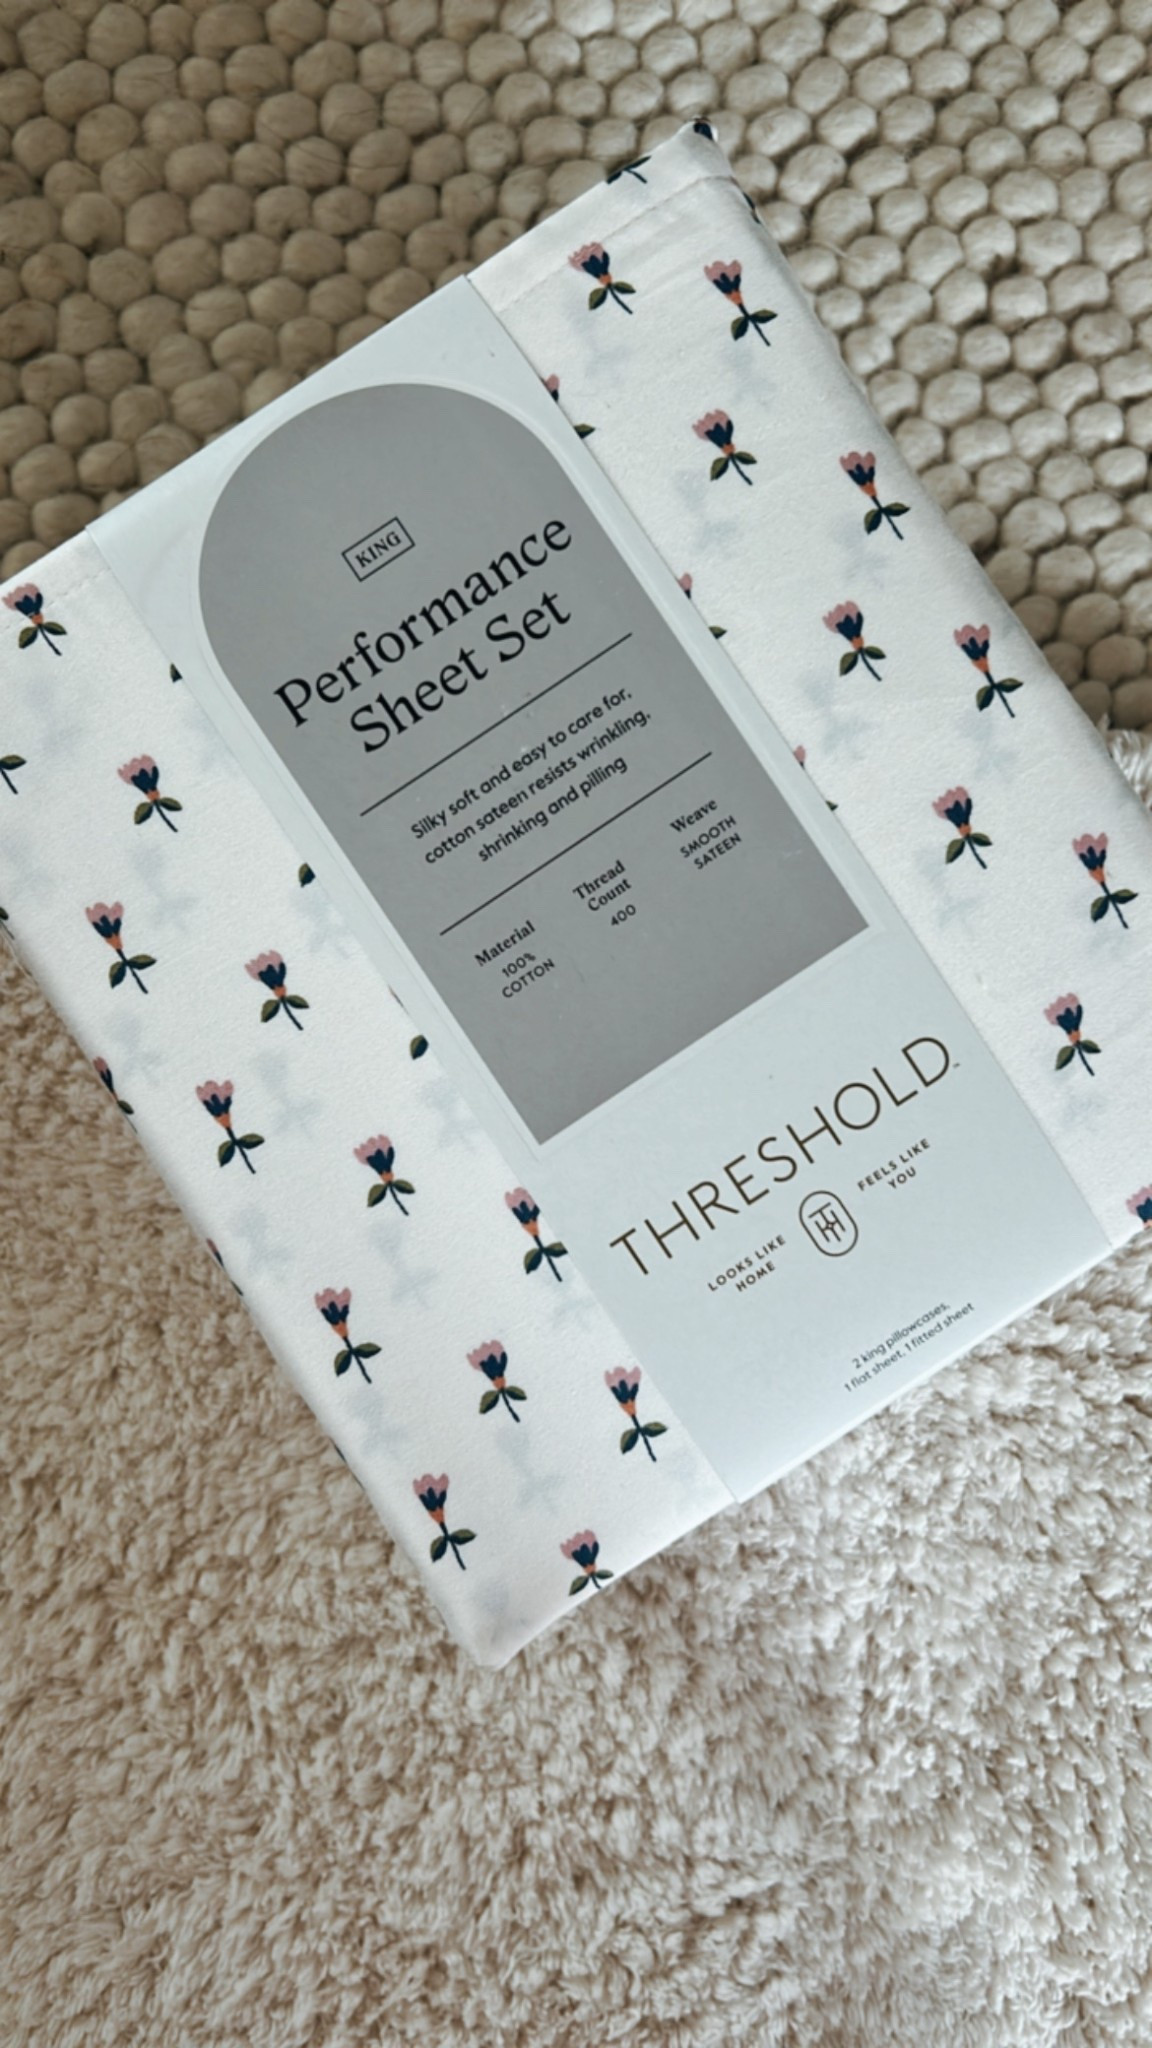 KING
Performance
Sheet Set
Silky soft and easy to care for,
cotton sateen resists wrinkling,
shrinking and pilling
Material
100%
COTTON
Thread
Count
400
Weave
SMOOTH
SATEEN
THRESHOLD™
LOOKS LIKE
HOME
TH
FEELS LIKE
YOU
2 king pillowcases,
1 flat sheet, 1 fitted sheet